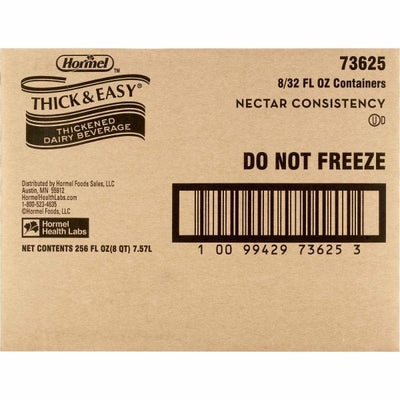 Hormel™
THICK & EASY®
THICKENED
DAIRY BEVERAGE
73625
8/32 FL OZ Containers
NECTAR CONSISTENCY
U D
DO NOT FREEZE
Distributed by Hormel Foods Sales, LLC
Austin, MN 55912
HormelHealthLabs.com
1-800-523-4635
©Hormel Foods, LLC
Hormel
Health Labs
NET CONTENTS 256 FL OZ(8 QT) 7.57L
1 00 99429 73625 3